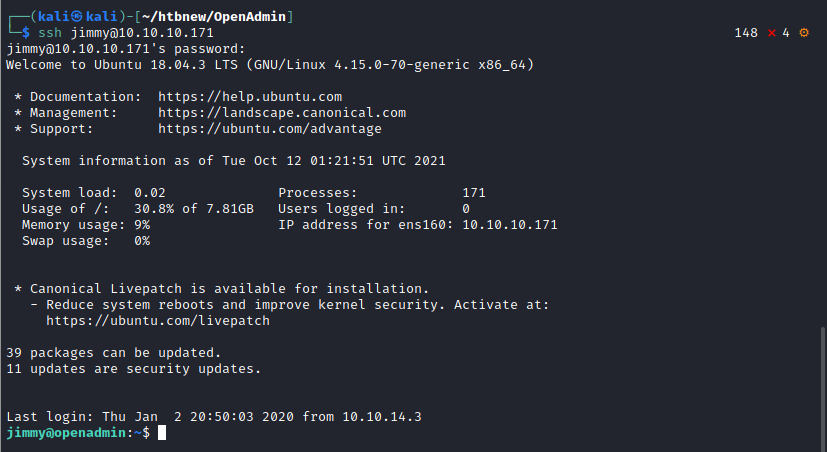 ┌──(kali㉿kali)-[~/htbnew/OpenAdmin]
└─$ ssh jimmy@10.10.10.171 148 ⨯ 4 ⚙
jimmy@10.10.10.171's password:
Welcome to Ubuntu 18.04.3 LTS (GNU/Linux 4.15.0-70-generic x86_64)
* Documentation:  https://help.ubuntu.com
* Management:     https://landscape.canonical.com
* Support:        https://ubuntu.com/advantage
System information as of Tue Oct 12 01:21:51 UTC 2021
System load:  0.02                Processes:             171
Usage of /:   30.8% of 7.81GB   Users logged in:       0
Memory usage: 9%                IP address for ens160: 10.10.10.171
Swap usage:   0%
* Canonical Livepatch is available for installation.
- Reduce system reboots and improve kernel security. Activate at:
https://ubuntu.com/livepatch
39 packages can be updated.
11 updates are security updates.
Last login: Thu Jan  2 20:50:03 2020 from 10.10.14.3
jimmy@openadmin:~$